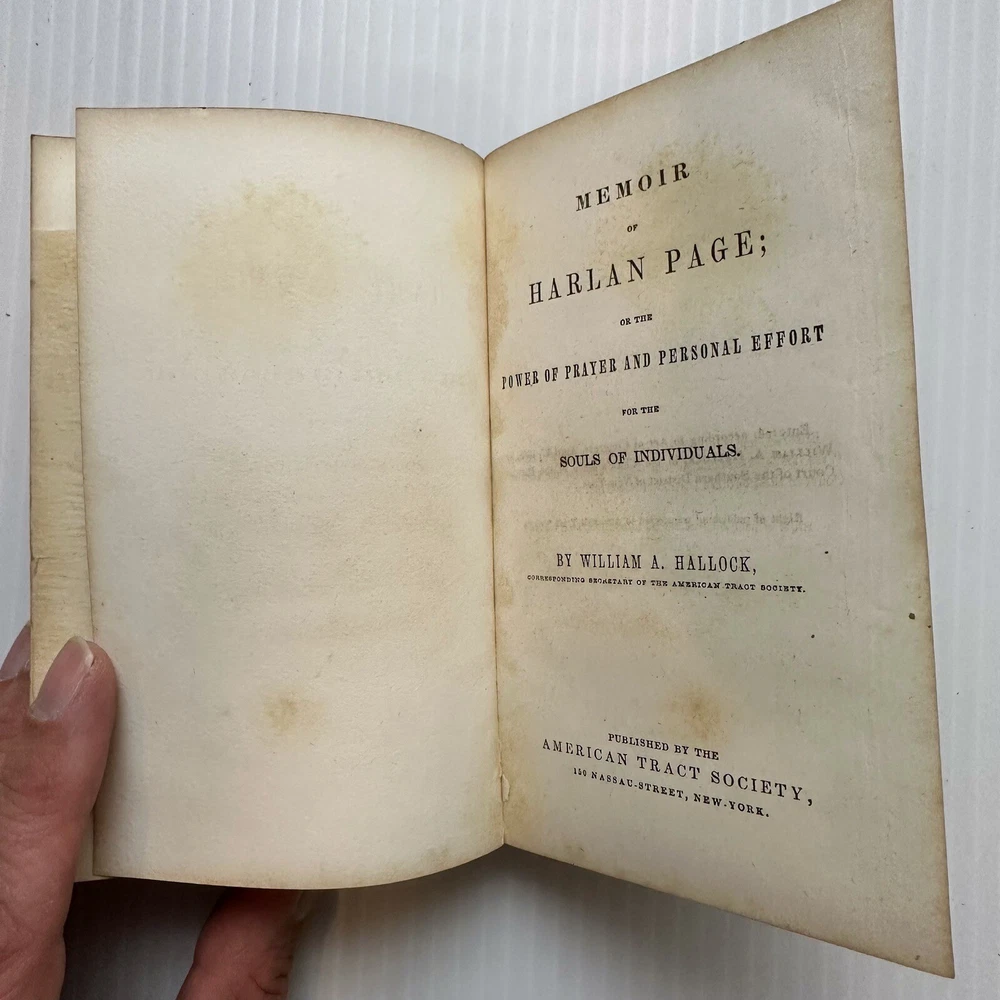 MEMOIR
OF
HARLAN PAGE;
OR THE
POWER OF PRAYER AND PERSONAL EFFORT
FOR THE
SOULS OF INDIVIDUALS.
BY WILLIAM A. HALLOCK,
CORRESPONDING SECRETARY OF THE AMERICAN TRACT SOCIETY.
PUBLISHED BY THE
AMERICAN TRACT SOCIETY,
150 NASSAU-STREET, NEW-YORK.